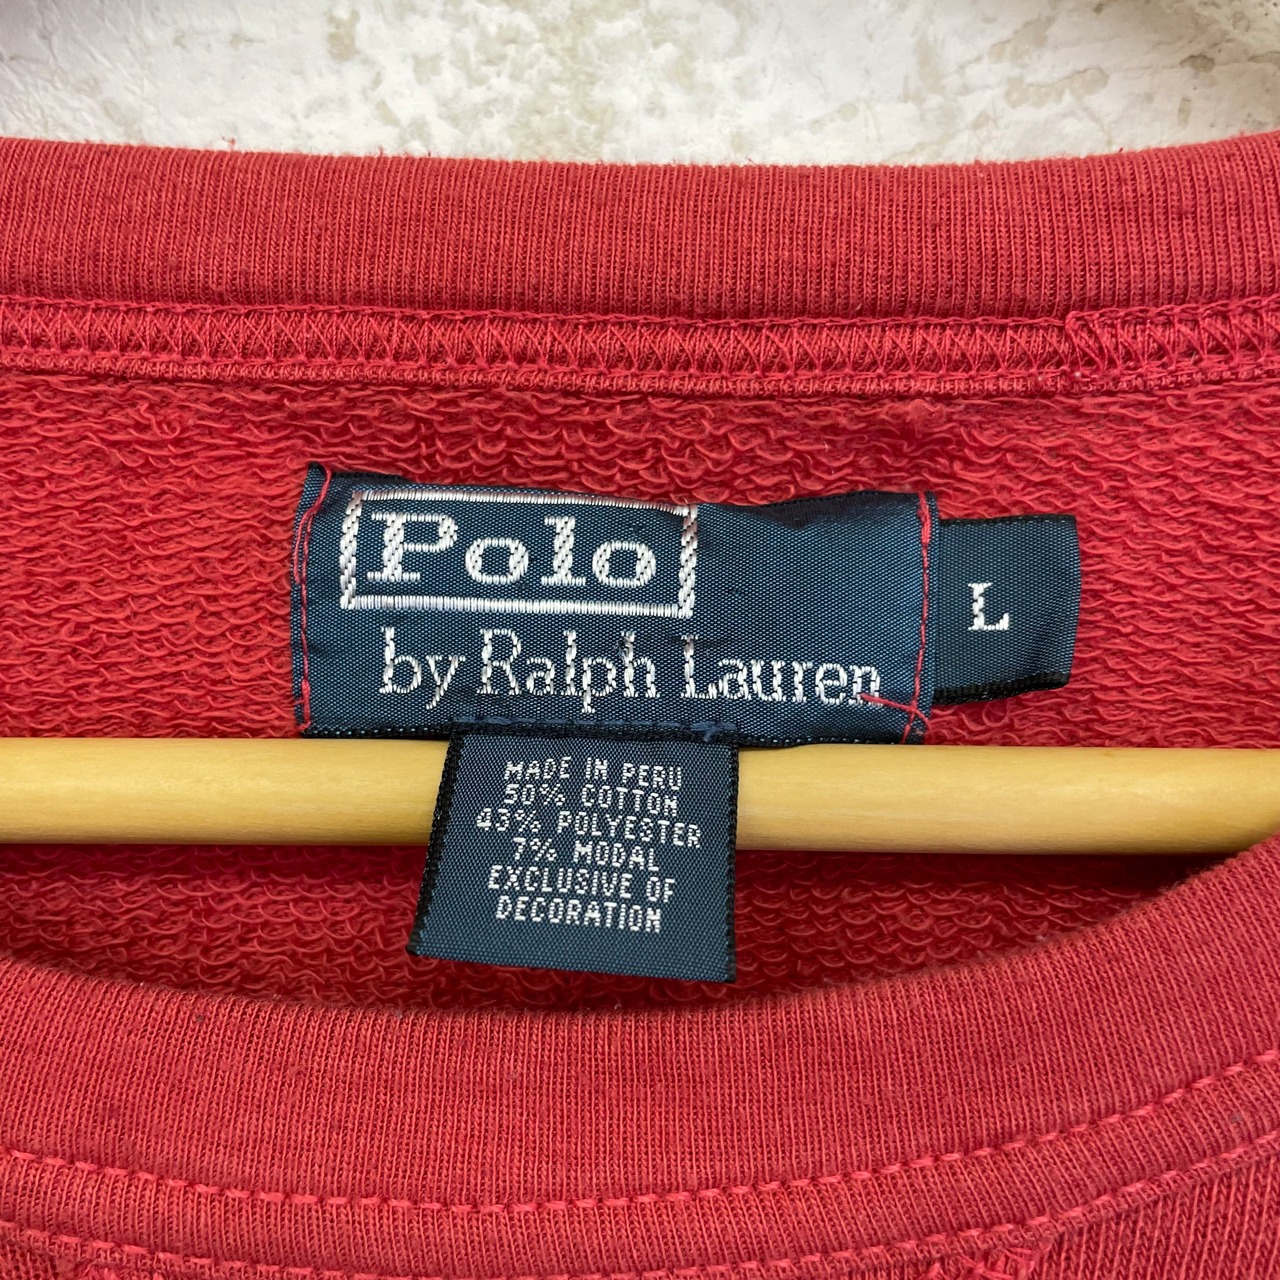 Polo
by Ralph Lauren
L
MADE IN PERU
50% COTTON
43% POLYESTER
7% MODAL
EXCLUSIVE OF
DECORATION